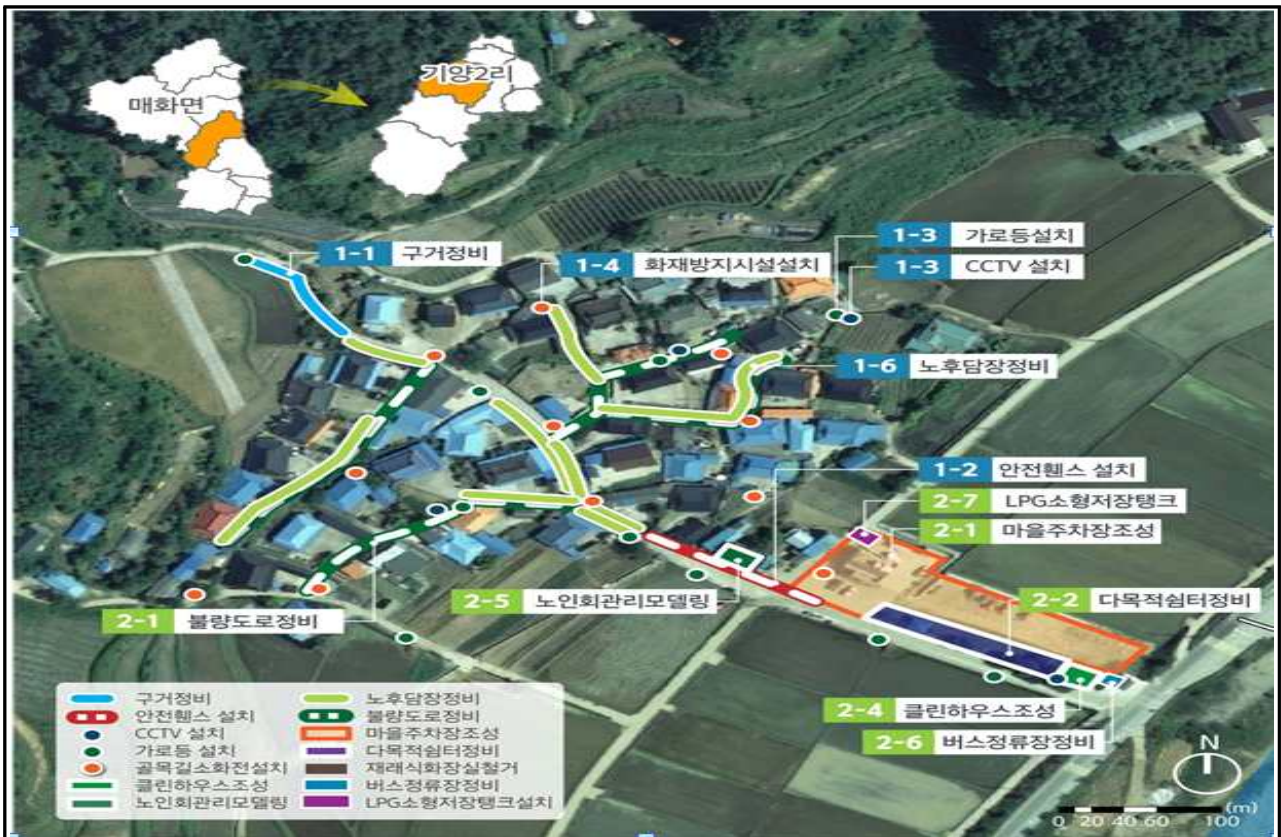 기양2리
매화면
1-1 구거정비
1-4 화재방지시설설치
1-3 가로등설치
1-3 CCTV 설치
1-6 노후담장정비
1-2 안전휀스 설치
2-7 LPG소형저장탱크
2-1 마을주차장조성
2-5 노인회관리모델링
2-2 다목적쉼터정비
2-1 불량도로정비
2-4 클린하우스조성
2-6 버스정류장정비
구거정비
안전휀스 설치
CCTV 설치
가로등 설치
골목길소화전설치
클린하우스조성
노인회관리모델링
노후담장정비
불량도로정비
마을주차장조성
다목적쉼터정비
재래식화장실철거
버스정류장정비
LPG소형저장탱크설치
N
(m)
0 20 40 60 100